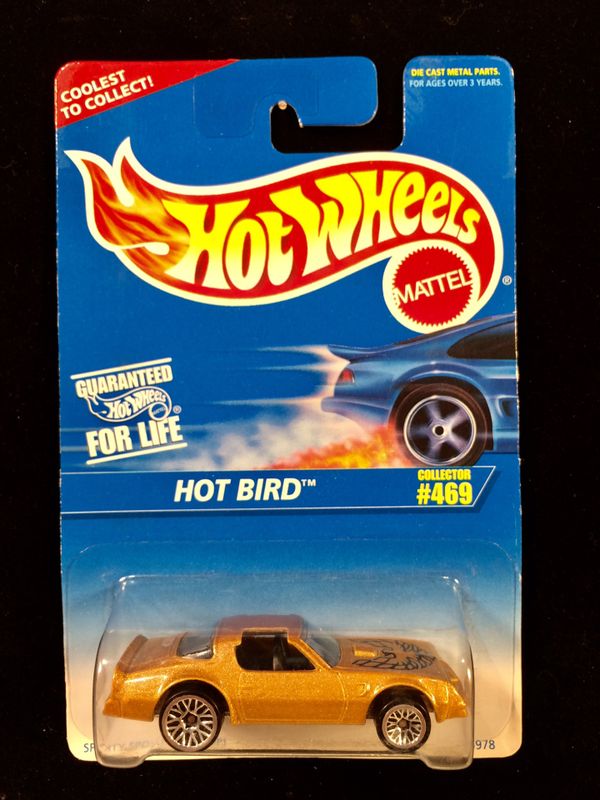 COOLEST
TO COLLECT!
DIE CAST METAL PARTS.
FOR AGES OVER 3 YEARS.
Hot Wheels
MATTEL
®
GUARANTEED
Hot Wheels
®
FOR LIFE
HOT BIRD™
COLLECTOR
#469